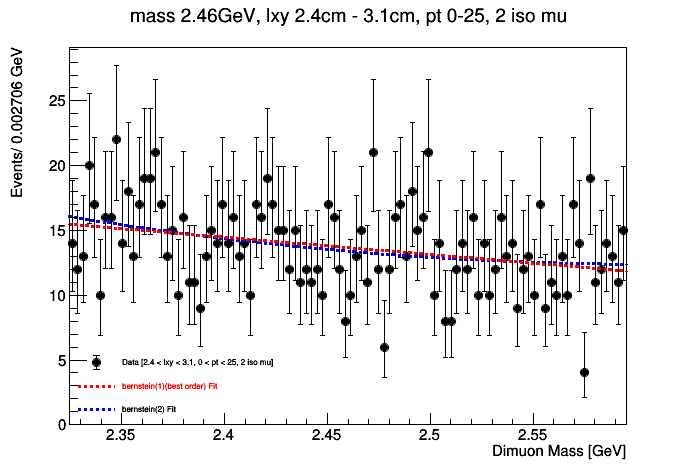 mass 2.46GeV, lxy 2.4cm - 3.1cm, pt 0-25, 2 iso mu
Events/ 0.002706 GeV
25
20
15
10
5
0
Data [2.4 < lxy < 3.1, 0 < pt < 25, 2 iso mu]
bernstein(1)(best order) Fit
bernstein(2) Fit
2.35 2.4 2.45 2.5 2.55
Dimuon Mass [GeV]